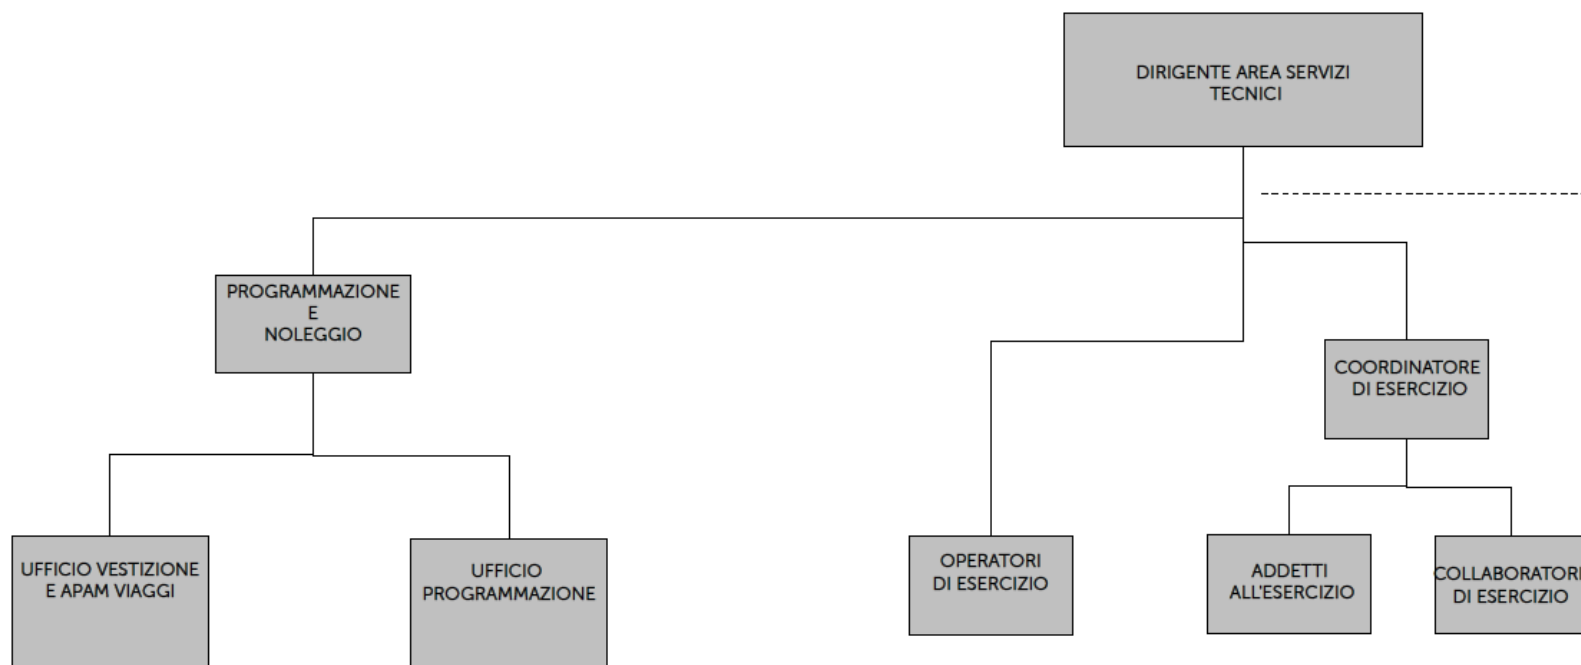 DIRIGENTE AREA SERVIZI
TECNICI
PROGRAMMAZIONE
E
NOLEGGIO
COORDINATORE
DI ESERCIZIO
UFFICIO VESTIZIONE
E APAM VIAGGI
UFFICIO
PROGRAMMAZIONE
OPERATORI
DI ESERCIZIO
ADDETTI
ALL'ESERCIZIO
COLLABORATORI
DI ESERCIZIO